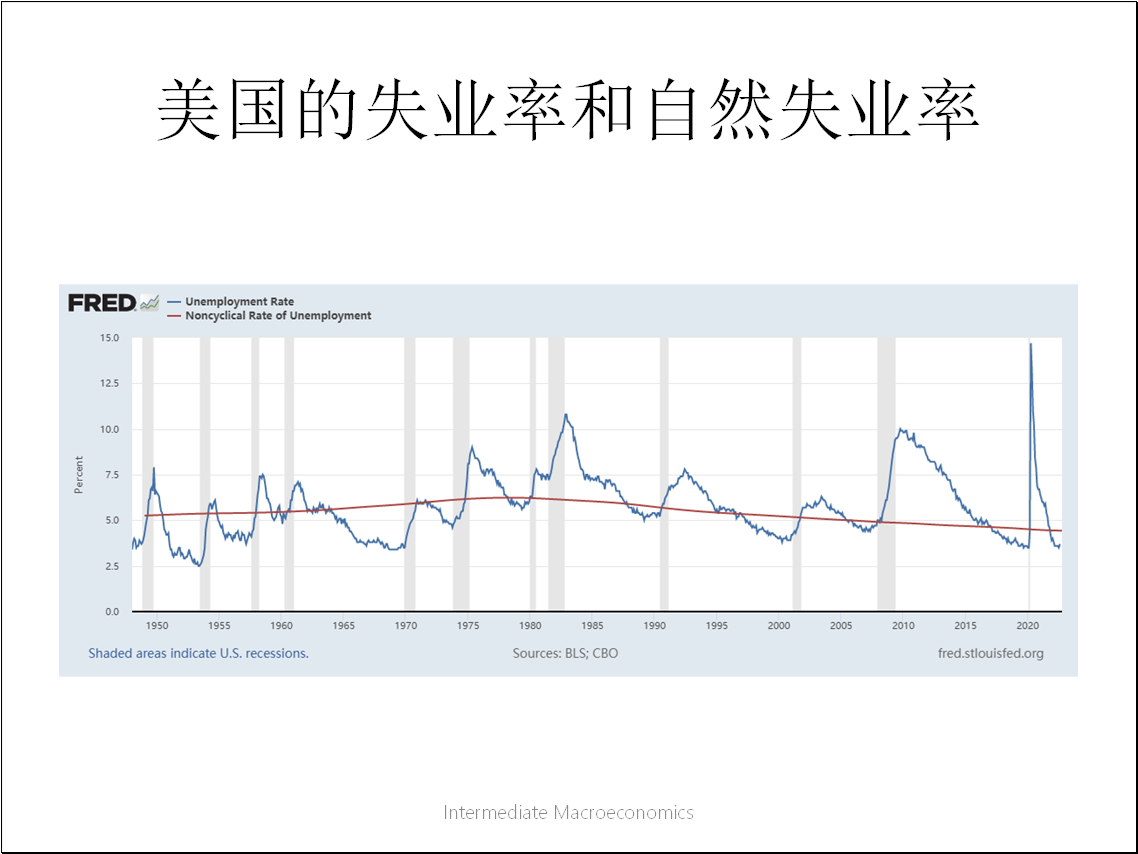 美国的失业率和自然失业率
FRED
Unemployment Rate
Noncyclical Rate of Unemployment
15.0
12.5
10.0
7.5
5.0
2.5
0.0
Percent
1950 1955 1960 1965 1970 1975 1980 1985 1990 1995 2000 2005 2010 2015 2020
Shaded areas indicate U.S. recessions. Sources: BLS; CBO fred.stlouisfed.org
Intermediate Macroeconomics